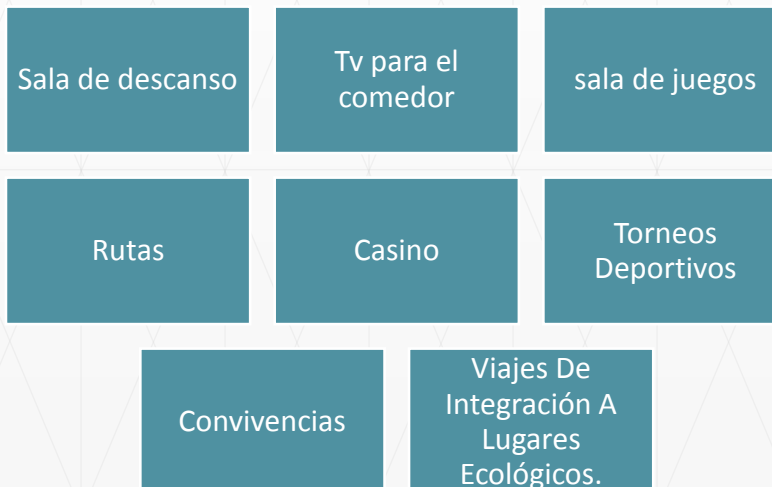 Sala de descanso
Tv para el
comedor
sala de juegos
Rutas
Casino
Torneos
Deportivos
Convivencias
Viajes De
Integración A
Lugares
Ecológicos.